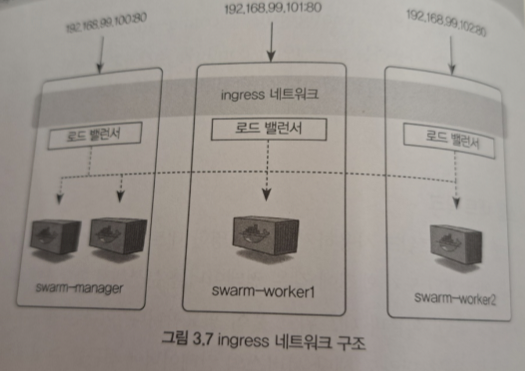 192.168.99.100:80
192.168.99.101:80
192.168.99.102:80
ingress 네트워크
로드 밸런서
로드 밸런서
로드 밸런서
swarm-manager
swarm-worker1
swarm-worker2
그림 3.7 ingress 네트워크 구조